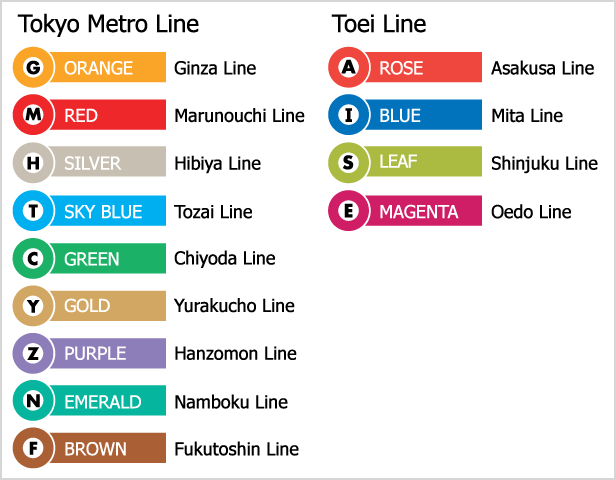 Tokyo Metro Line
G ORANGE Ginza Line
M RED Marunouchi Line
H SILVER Hibiya Line
T SKY BLUE Tozai Line
C GREEN Chiyoda Line
Y GOLD Yurakucho Line
Z PURPLE Hanzomon Line
N EMERALD Namboku Line
F BROWN Fukutoshin Line
Toei Line
A ROSE Asakusa Line
I BLUE Mita Line
S LEAF Shinjuku Line
E MAGENTA Oedo Line